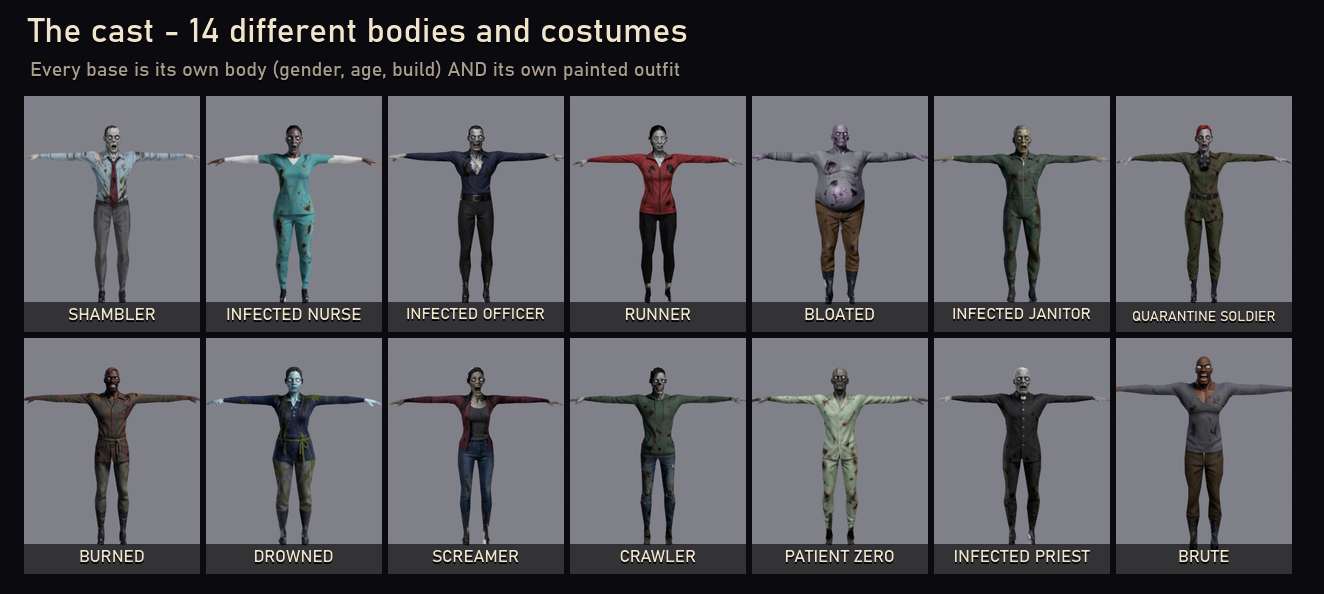 The cast - 14 different bodies and costumes
Every base is its own body (gender, age, build) AND its own painted outfit
SHAMBLER
INFECTED NURSE
INFECTED OFFICER
RUNNER
BLOATED
INFECTED JANITOR
QUARANTINE SOLDIER
BURNED
DROWNED
SCREAMER
CRAWLER
PATIENT ZERO
INFECTED PRIEST
BRUTE